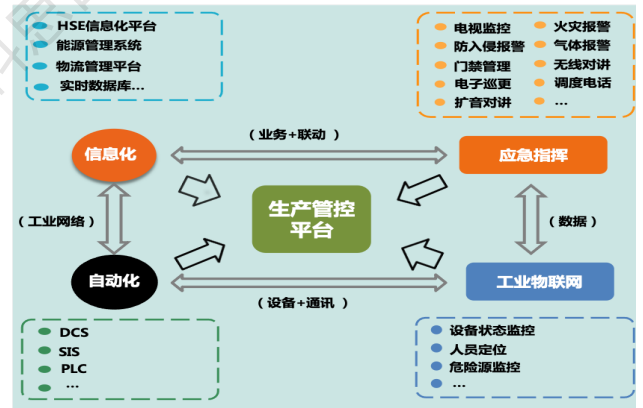 HSE信息化平台
能源管理系统
物流管理平台
实时数据库...
电视监控
火灾报警
防入侵报警
气体报警
门禁管理
无线对讲
电子巡更
调度电话
扩音对讲
...
信息化
（业务+联动 ）
应急指挥
生产管控
平台
（工业网络）
（数据）
自动化
（设备+通讯 ）
工业物联网
DCS
SIS
PLC
...
设备状态监控
人员定位
危险源监控
...